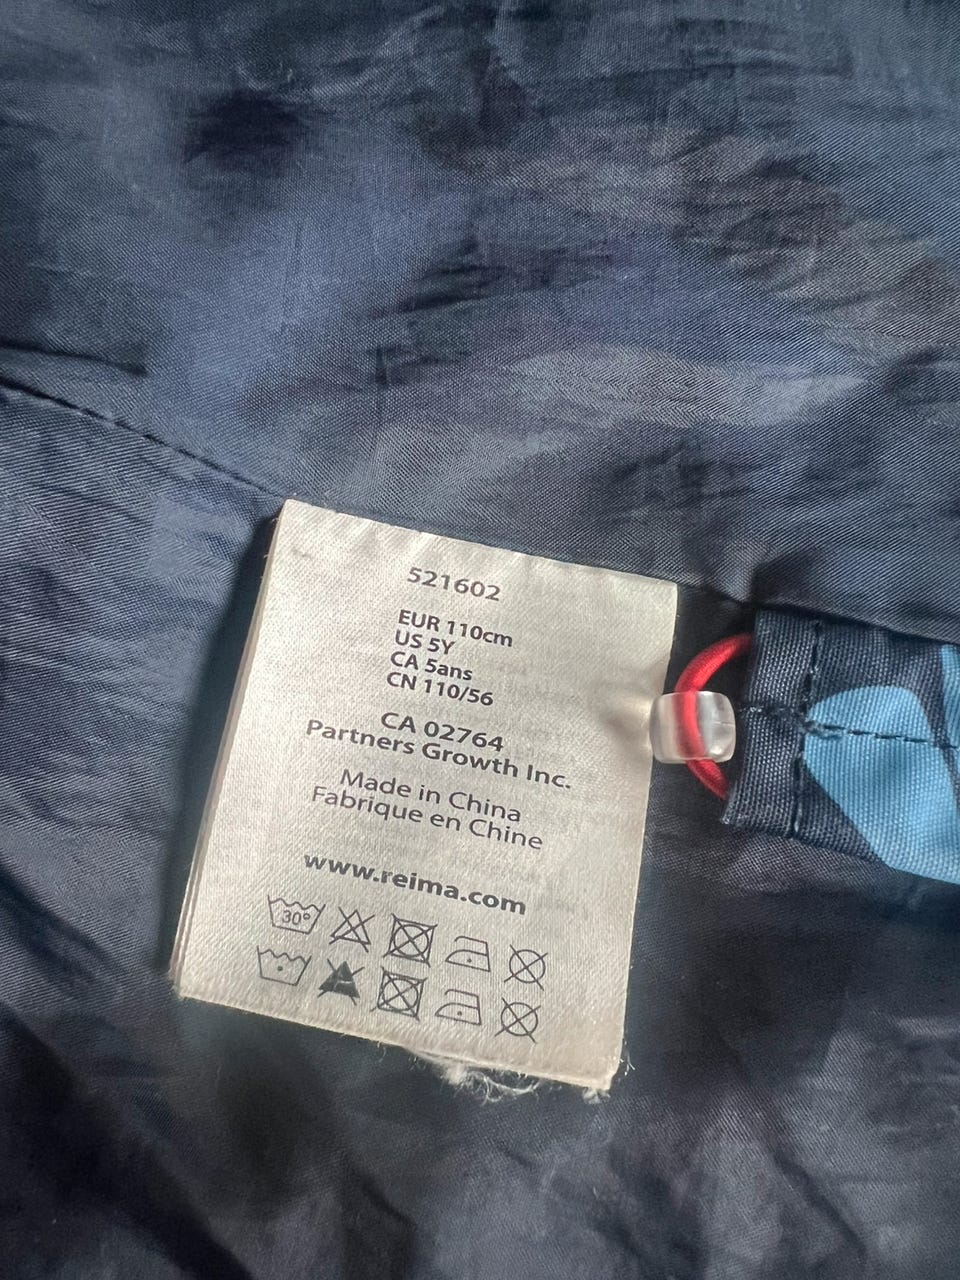 521602
EUR 110cm
US 5Y
CA 5ans
CN 110/56
CA 02764
Partners Growth Inc.
Made in China
Fabrique en Chine
www.reima.com
30°